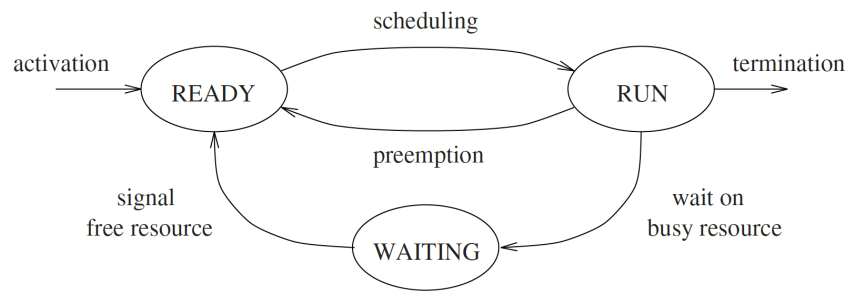 scheduling
activation
termination
READY
RUN
preemption
signal
free resource
wait on
busy resource
WAITING